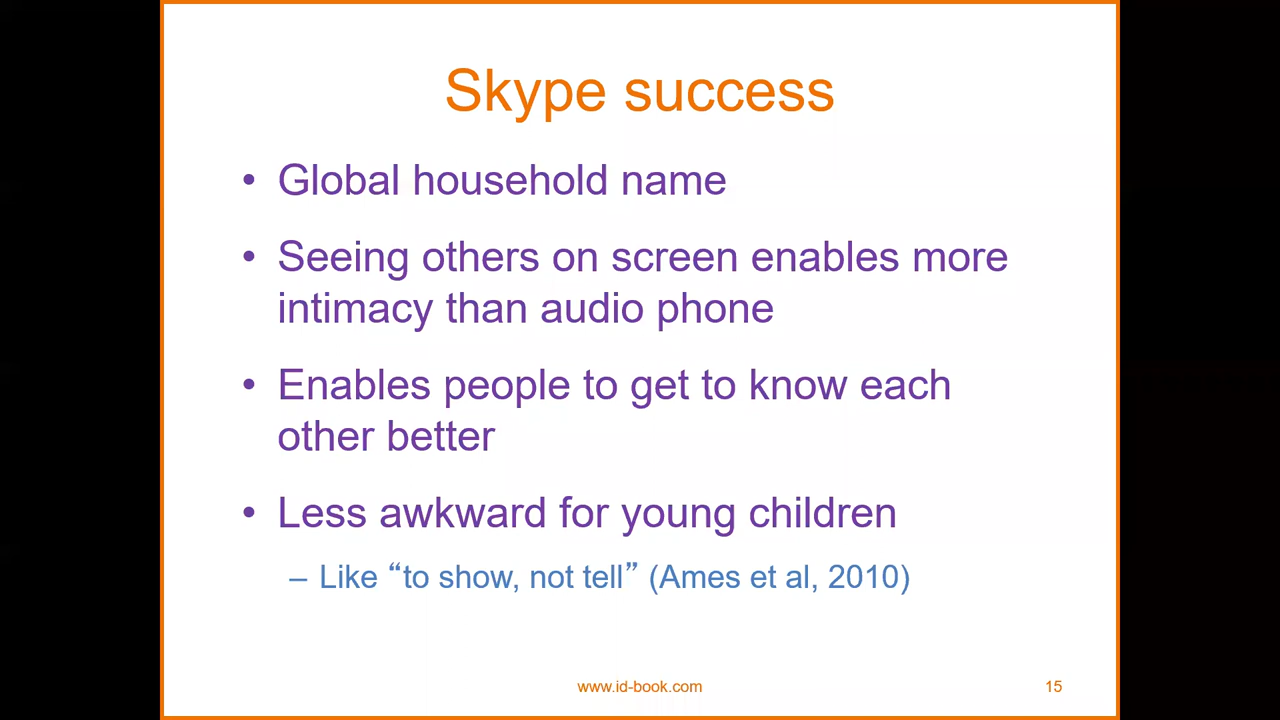 Skype success
• Global household name
• Seeing others on screen enables more
intimacy than audio phone
• Enables people to get to know each
other better
• Less awkward for young children
– Like “to show, not tell” (Ames et al, 2010)
www.id-book.com
15